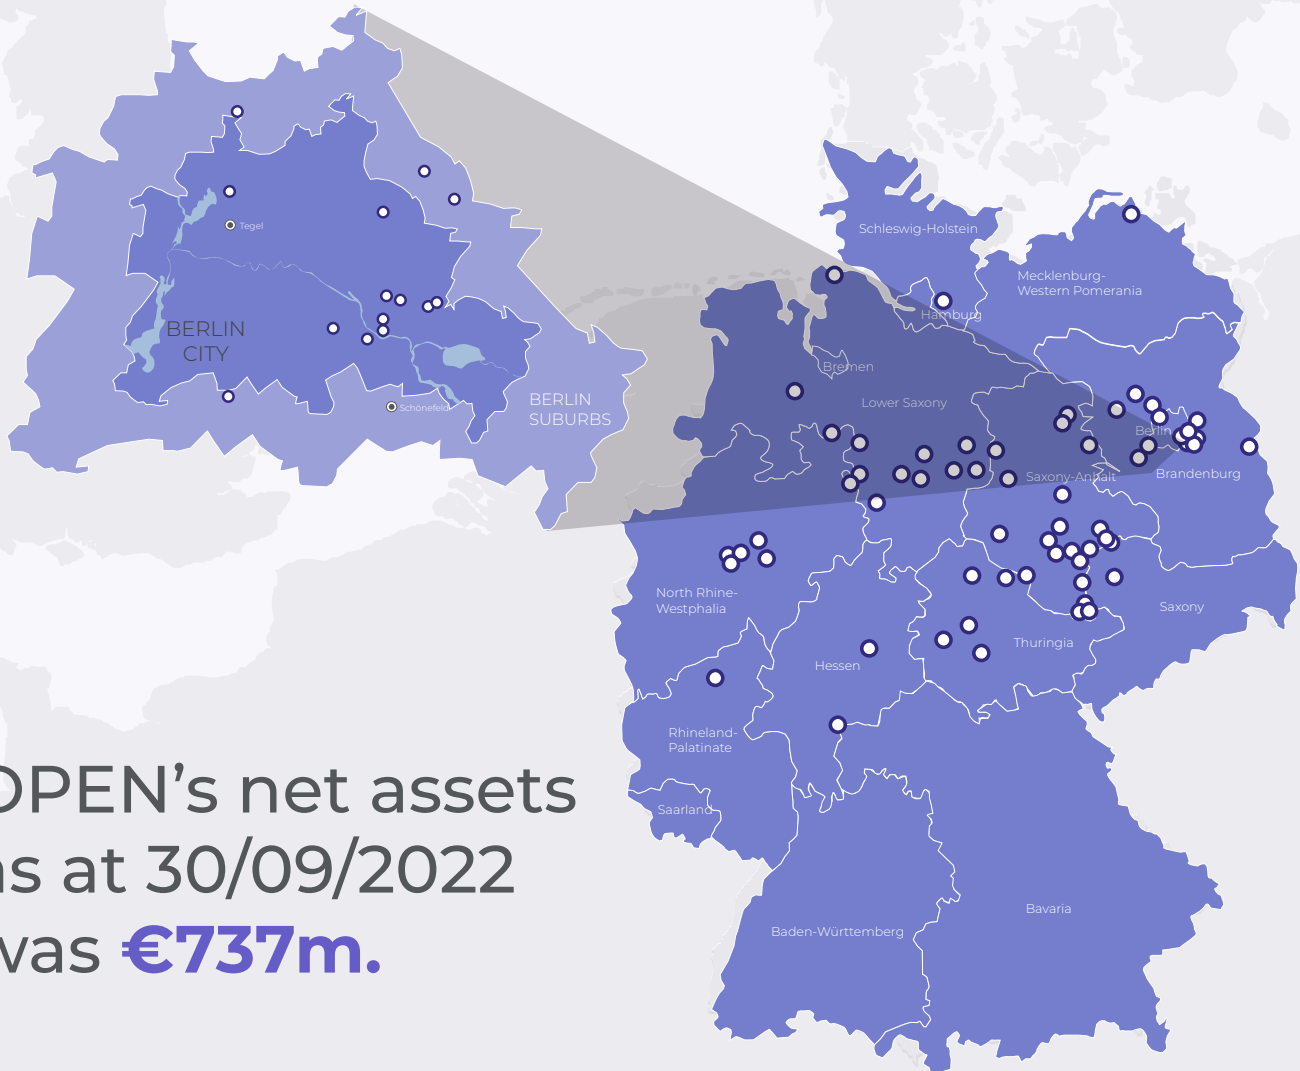 Tegel
BERLIN
CITY
Schönefeld
BERLIN
SUBURBS
Schleswig-Holstein
Mecklenburg-
Western Pomerania
Hamburg
Bremen
Lower Saxony
Berlin
Saxony-Anhalt
Brandenburg
North Rhine-
Westphalia
Saxony
Thuringia
Hessen
Rhineland-
Palatinate
Saarland
Bavaria
Baden-Württemberg
OPEN’s net assets
as at 30/09/2022
was €737m.